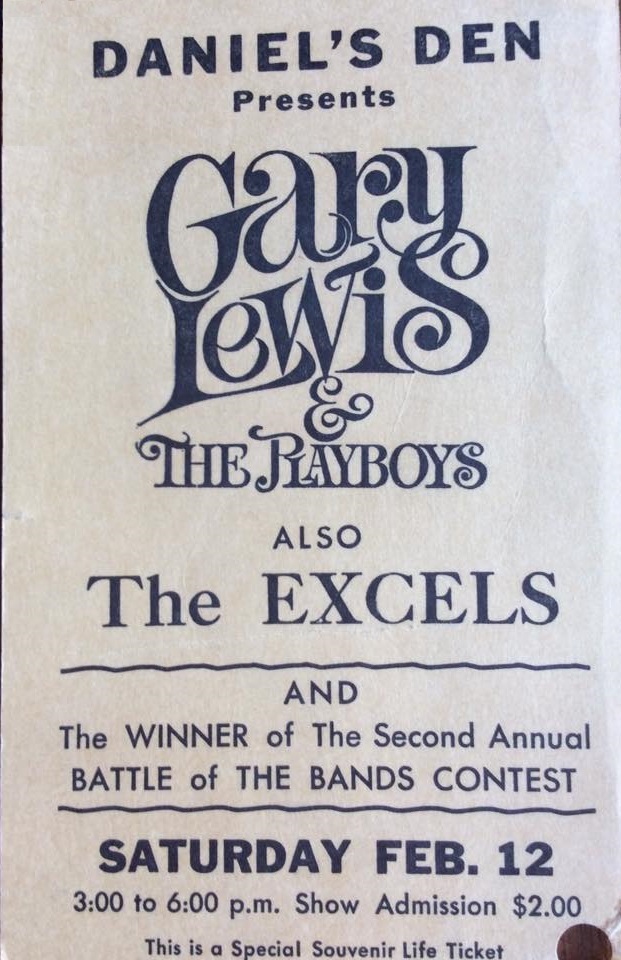 DANIEL'S DEN
Presents
Gary
Lewis
&
THE PLAYBOYS
ALSO
The EXCELS
AND
The WINNER of The Second Annual
BATTLE of THE BANDS CONTEST
SATURDAY FEB. 12
3:00 to 6:00 p.m. Show Admission $2.00
This is a Special Souvenir Life Ticket